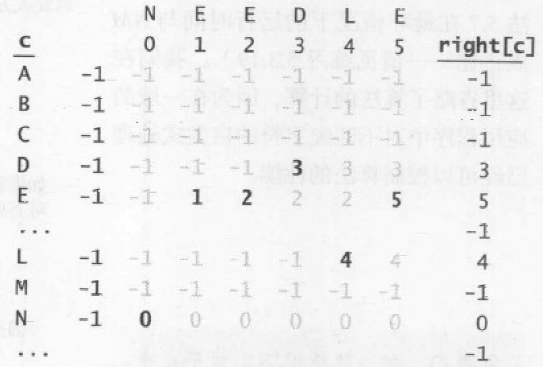 N E E D E
c 0 1 2 3 4 5 right[c]
A -1 -1 -1 -1 -1 -1 -1 -1
B -1 -1 -1 -1 -1 -1 -1 -1
C -1 -1 -1 -1 -1 -1 -1 -1
D -1 -1 -1 -1 3 3 3 3
E -1 -1 1 2 2 2 5 5
... -1
L -1 -1 -1 -1 -1 4 4 4
M -1 -1 -1 -1 -1 -1 -1 -1
N -1 0 0 0 0 0 0 0
... -1